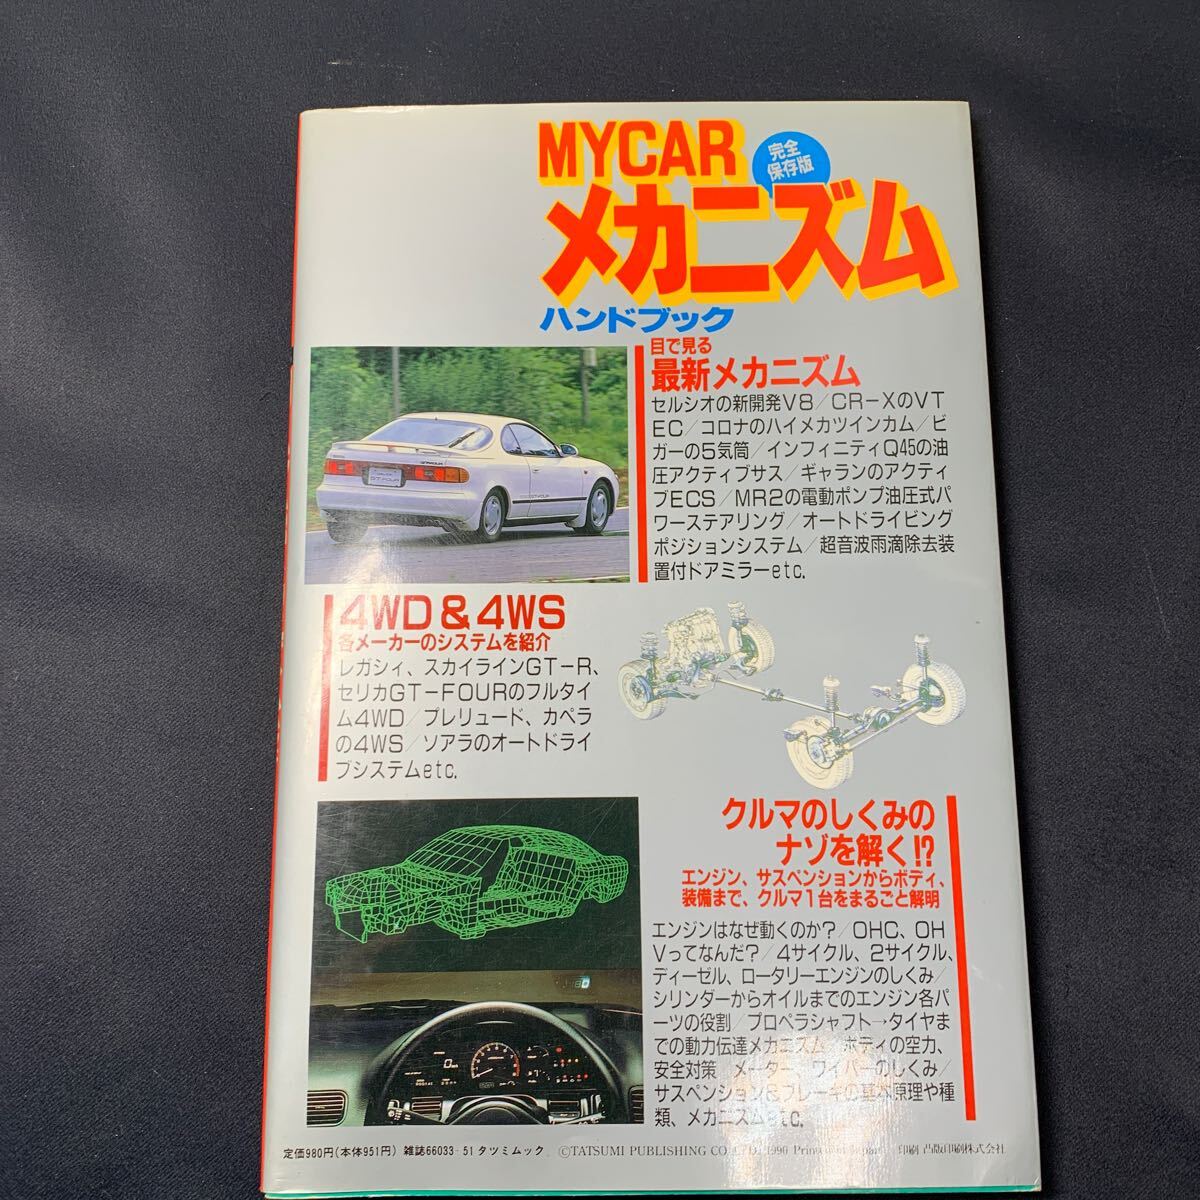 MYCAR
完全
保存版
メカニズム
ハンドブック
目で見る
最新メカニズム
セルシオの新開発V8/CR-XのVT
EC/コロナのハイメカツインカム/ビ
ガーの5気筒/インフィニティQ45の油
圧アクティブサス/ギャランのアクティ
ブECS/MR2の電動ポンプ油圧式パ
ワーステアリング/オートドライビング
ポジションシステム/超音波雨滴除去装
置付ドアミラーetc.
GT-FOUR
4WD&4WS
各メーカーのシステムを紹介
レガシィ、スカイラインGT-R、
セリカGT-FOURのフルタイ
ム4WD/プレリュード、カペラ
の4WS/ソアラのオートドライ
ブシステムetc.
クルマのしくみの
ナゾを解く!?
エンジン、サスペンションからボディ、
装備まで、クルマ1台をまるごと解明
エンジンはなぜ動くのか?/OHC、OH
Vってなんだ?/4サイクル、2サイクル、
ディーゼル、ロータリーエンジンのしくみ/
シリンダーからオイルまでのエンジン各パ
ーツの役割/プロペラシャフト→タイヤま
での動力伝達メカニズム/ボディの空力、
安全対策/メーター、ワイパーのしくみ/
サスペンション&ブレーキの基本原理や種
類、メカニズムetc.
定価980円(本体951円) 雑誌66033-51 タツミムック ©TATSUMI PUBLISHING CO.,LTD. 1990 Printed in Japan 印刷 凸版印刷株式会社